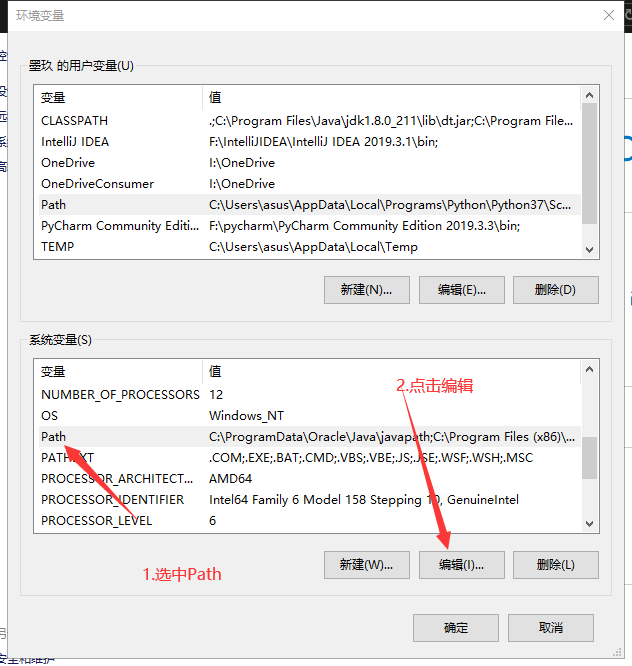 环境变量
墨玖 的用户变量(U)
变量 值
CLASSPATH .;C:\Program Files\Java\jdk1.8.0_211\lib\dt.jar;C:\Program File...
IntelliJ IDEA F:\IntelliJIDEA\IntelliJ IDEA 2019.3.1\bin;
OneDrive I:\OneDrive
OneDriveConsumer I:\OneDrive
Path C:\Users\asus\AppData\Local\Programs\Python\Python37\Sc...
PyCharm Community Editi... F:\pycharm\PyCharm Community Edition 2019.3.3\bin;
TEMP C:\Users\asus\AppData\Local\Temp
新建(N)... 编辑(E)... 删除(D)
系统变量(S)
变量 值
2.点击编辑
NUMBER_OF_PROCESSORS 12
OS Windows_NT
Path C:\ProgramData\Oracle\Java\javapath;C:\Program Files (x86)\...
PATHEXT .COM;.EXE;.BAT;.CMD;.VBS;.VBE;.JS;.JSE;.WSF;.WSH;.MSC
PROCESSOR_ARCHITECT... AMD64
PROCESSOR_IDENTIFIER Intel64 Family 6 Model 158 Stepping 10, GenuineIntel
PROCESSOR_LEVEL 6
新建(W)... 编辑(I)... 删除(L)
1.选中Path
确定 取消
安全和维护